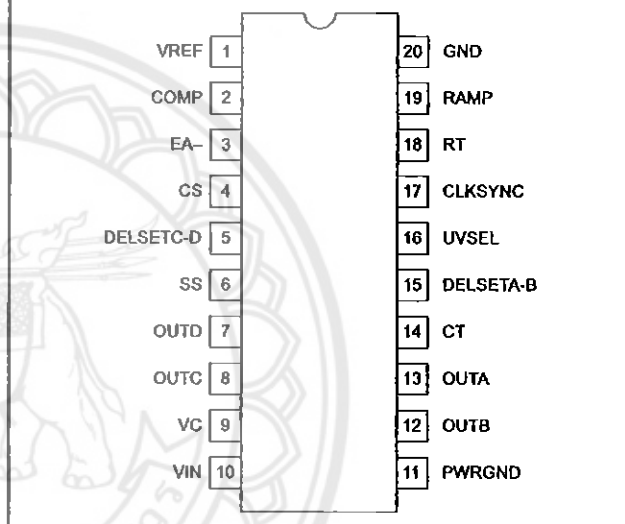 VREF 1 20 GND
COMP 2 19 RAMP
EA– 3 18 RT
CS 4 17 CLKSYNC
DELSETC-D 5 16 UVSEL
SS 6 15 DELSETA-B
OUTD 7 14 CT
OUTC 8 13 OUTA
VC 9 12 OUTB
VIN 10 11 PWRGND